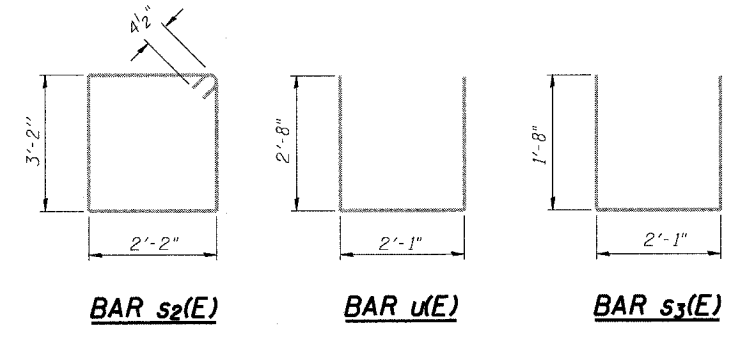 4½"
3'-2"
2'-2"
BAR s2(E)
2'-8"
2'-1"
BAR u(E)
1'-8"
2'-1"
BAR s3(E)